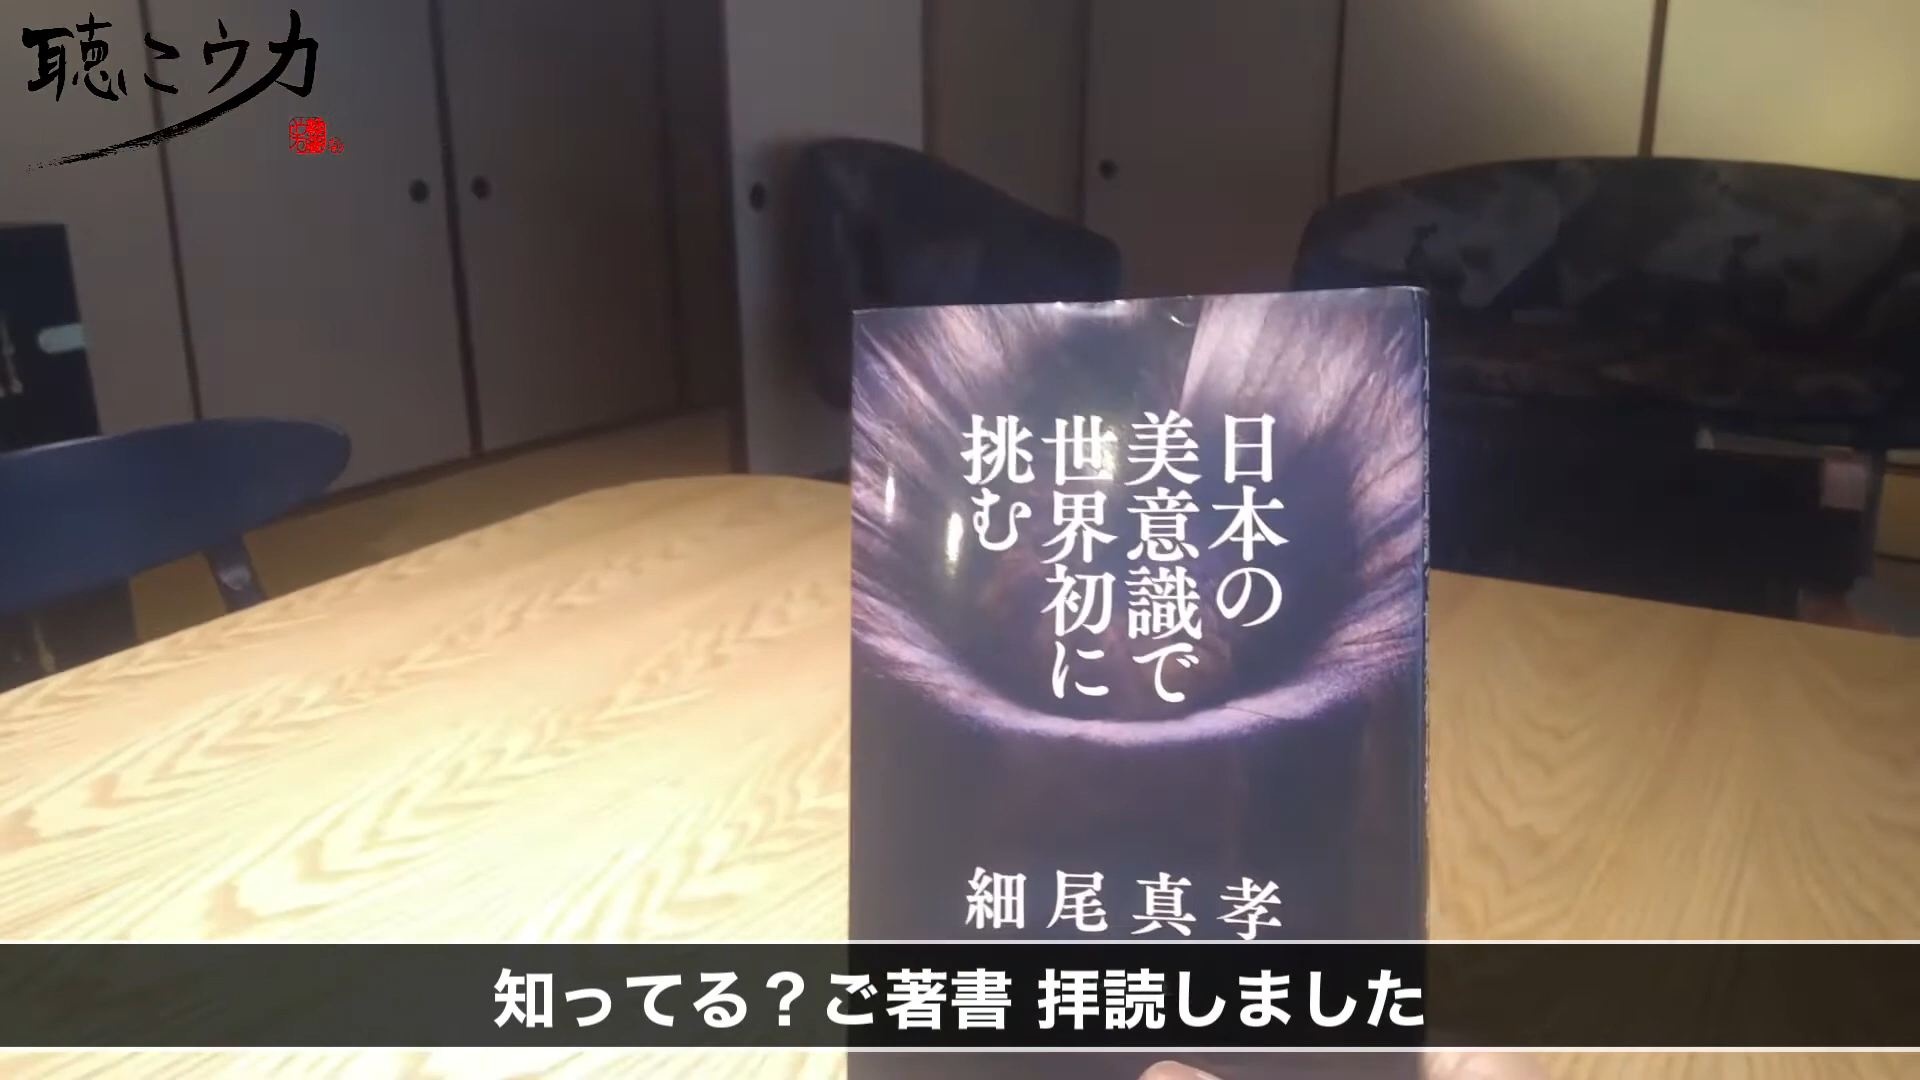 聴ミウカ
日本の
美意識で
世界初に
挑む
細尾真孝
知ってる？ご著書 拝読しました